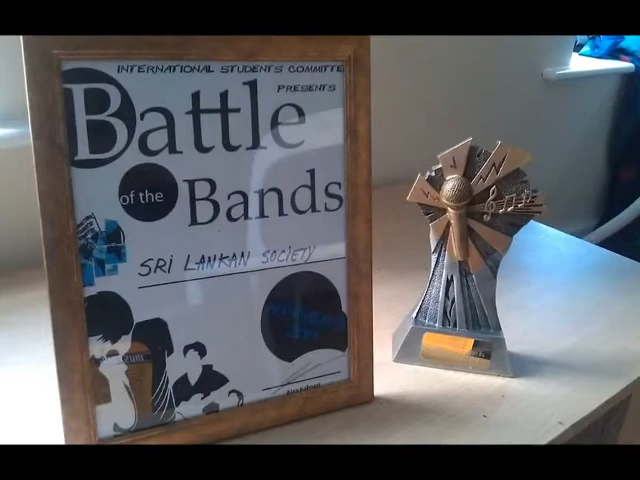 INTERNATIONAL STUDENTS COMMITTE
PRESENTS
Battle
of the
Bands
SRI LANKAN SOCIETY